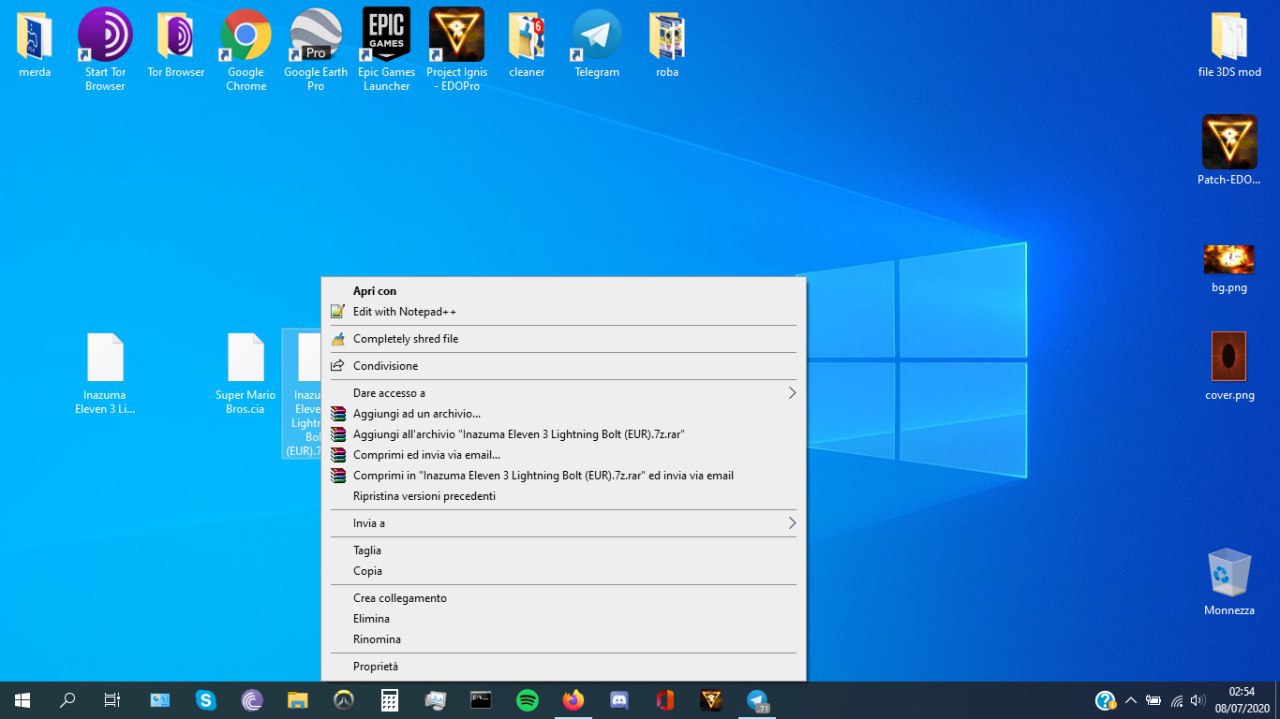 merda
Start Tor
Browser
Tor Browser
Google
Chrome
Google Earth
Pro
Pro
EPIC
GAMES
Epic Games
Launcher
Project Ignis
- EDOPro
6
cleaner
Telegram
roba
file 3DS mod
Patch-EDO...
bg.png
cover.png
Monnezza
Inazuma
Eleven 3 Li...
Super Mario
Bros.cia
Inazu
Eleve
Lightr
Bo
(EUR).7
Apri con
Edit with Notepad++
Completely shred file
Condivisione
Dare accesso a
Aggiungi ad un archivio...
Aggiungi all'archivio "Inazuma Eleven 3 Lightning Bolt (EUR).7z.rar"
Comprimi ed invia via email...
Comprimi in "Inazuma Eleven 3 Lightning Bolt (EUR).7z.rar" ed invia via email
Ripristina versioni precedenti
Invia a
Taglia
Copia
Crea collegamento
Elimina
Rinomina
Proprietà
71
02:54
08/07/2020